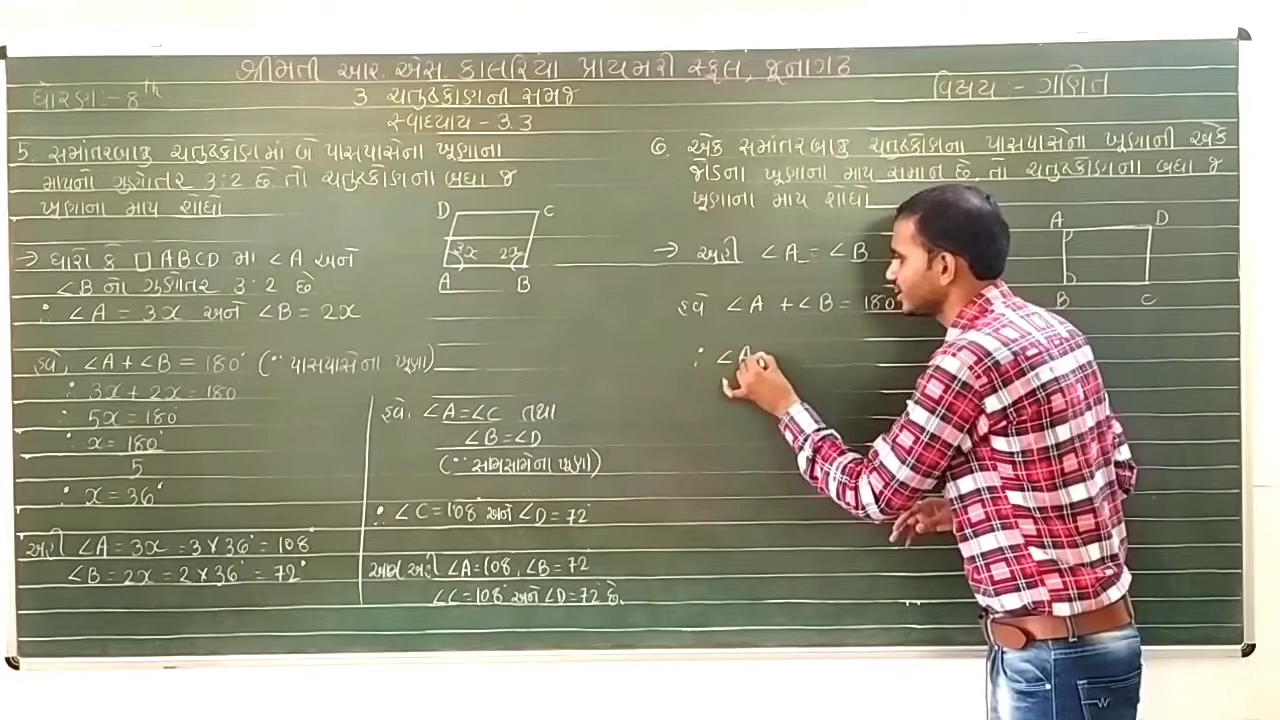 શ્રીમતી આર. એસ. કાલરિયા પ્રાયમરી સ્કૂલ, જૂનાગઢ
ધોરણ :- 8th
3 ચતુષ્કોણની સમજ
વિષય - ગણિત
સ્વાધ્યાય - 3.3
5. સમાંતરબાજુ ચતુષ્કોણમાં બે પાસપાસેના ખૂણાના
માપનો ગુણોતર 3:2 છે તો ચતુષ્કોણના બધા જ
ખૂણાના માપ શોધો
D C
3x 2x
A B
→ ધારો કે □ ABCD મા ∠A અને
∠B નો ગુણોતર 3:2 છે
∴ ∠A = 3x અને ∠B = 2x
હવે, ∠A + ∠B = 180° (∵ પાસપાસેના ખૂણા)
∴ 3x + 2x = 180
∴ 5x = 180°
∴ x = 180°
5
∴ x = 36°
અહી ∠A = 3x = 3 × 36° = 108°
∠B = 2x = 2 × 36° = 72°
હવે, ∠A = ∠C તથા
∠B = ∠D
(∵ સામસામેના ખૂણા)
∴ ∠C = 108 અને ∠D = 72°
આમ અહી ∠A = 108, ∠B = 72
∠C = 108° અને ∠D = 72° છે.
6. એક સમાંતરબાજુ ચતુષ્કોણના પાસપાસેના ખૂણાની એક
જોડના ખૂણાના માપ સમાન છે. તો ચતુષ્કોણના બધા જ
ખૂણાના માપ શોધો
A D
B C
→ અહી ∠A = ∠B
હવે ∠A + ∠B = 180°
∴ ∠A